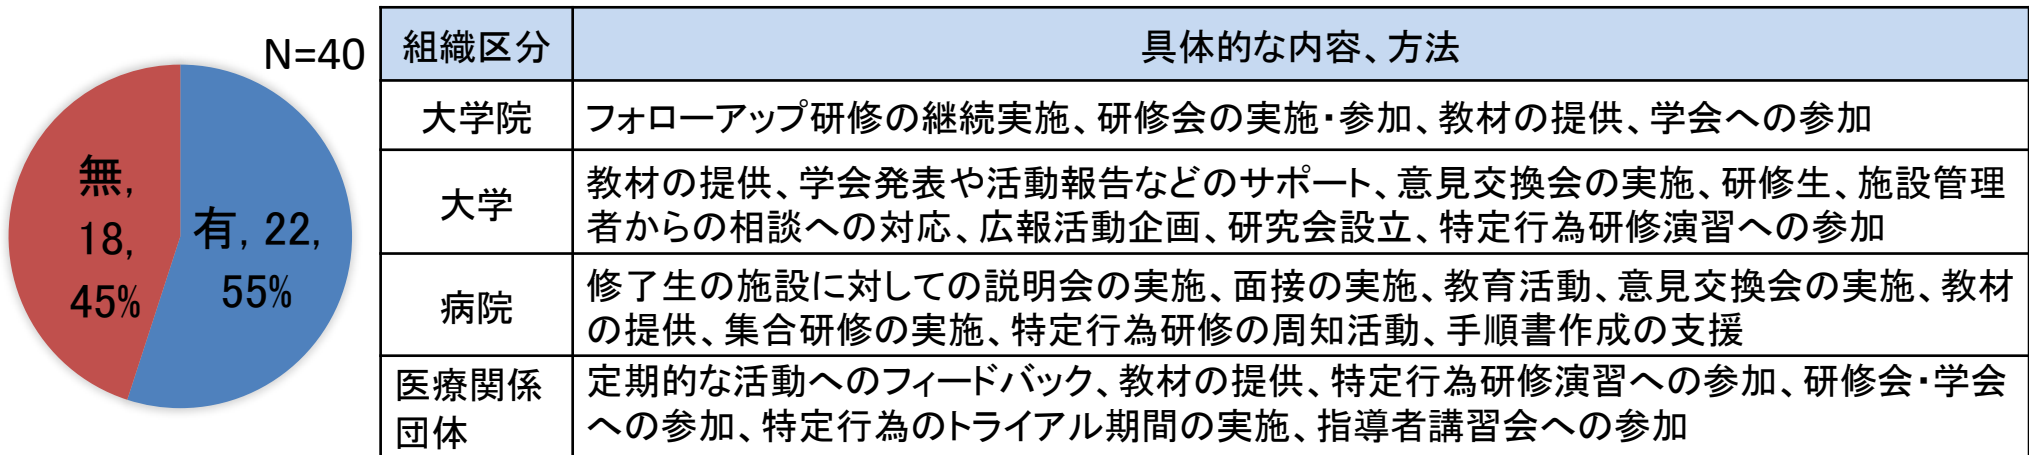 N=40
無,
18,
45%
有, 22,
55%
組織区分
具体的な内容、方法
大学院
フォローアップ研修の継続実施、研修会の実施・参加、教材の提供、学会への参加
大学
教材の提供、学会発表や活動報告などのサポート、意見交換会の実施、研修生、施設管理
者からの相談への対応、広報活動企画、研究会設立、特定行為研修演習への参加
病院
修了生の施設に対しての説明会の実施、面接の実施、教育活動、意見交換会の実施、教材
の提供、集合研修の実施、特定行為研修の周知活動、手順書作成の支援
医療関係
団体
定期的な活動へのフィードバック、教材の提供、特定行為研修演習への参加、研修会・学会
への参加、特定行為のトライアル期間の実施、指導者講習会への参加